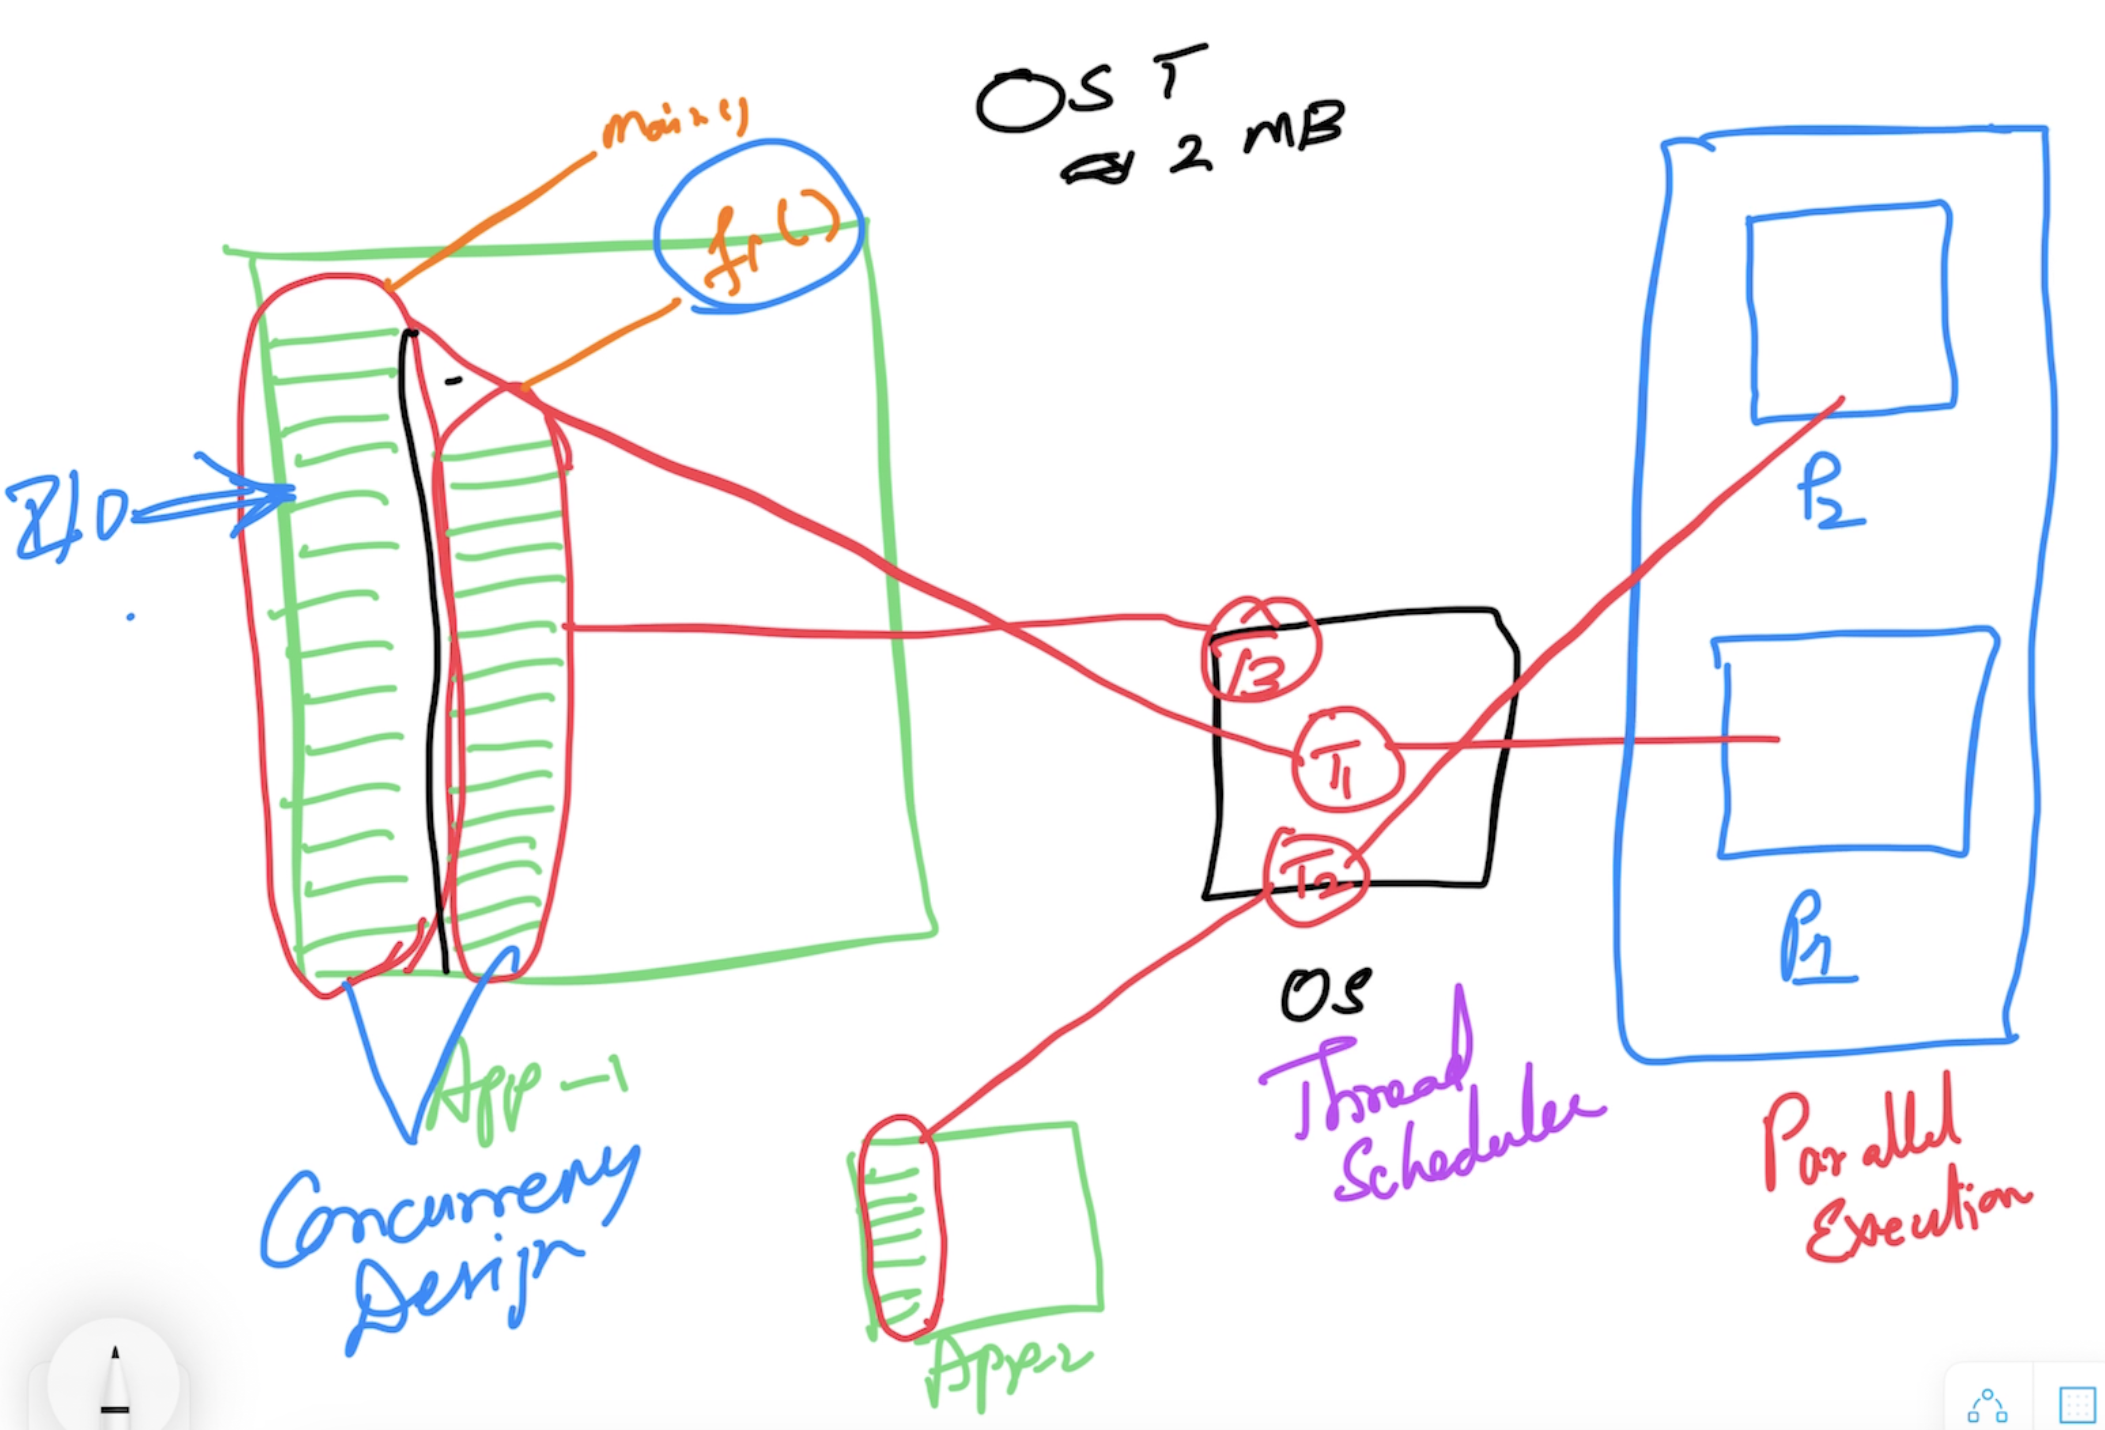 OS T
≈ 2 MB
main()
f1()
I/O
P2
T3
T1
T2
P1
OS
Thread
Scheduler
Parallel
Execution
App-1
Concurreny
Design
App-2